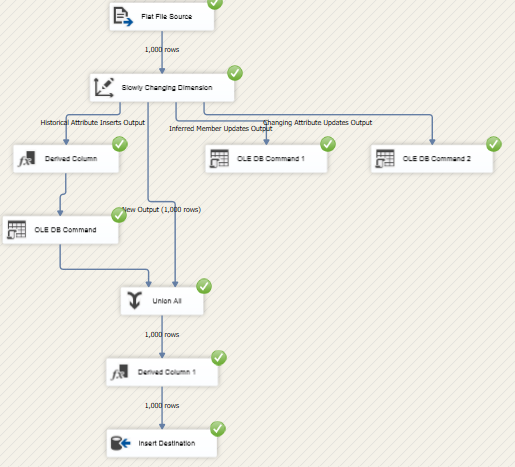 Flat File Source
1,000 rows
Slowly Changing Dimension
Historical Attribute Inserts Output
Inferred Member Updates Output
Changing Attribute Updates Output
Derived Column
OLE DB Command 1
OLE DB Command 2
New Output (1,000 rows)
OLE DB Command
Union All
1,000 rows
Derived Column 1
1,000 rows
Insert Destination